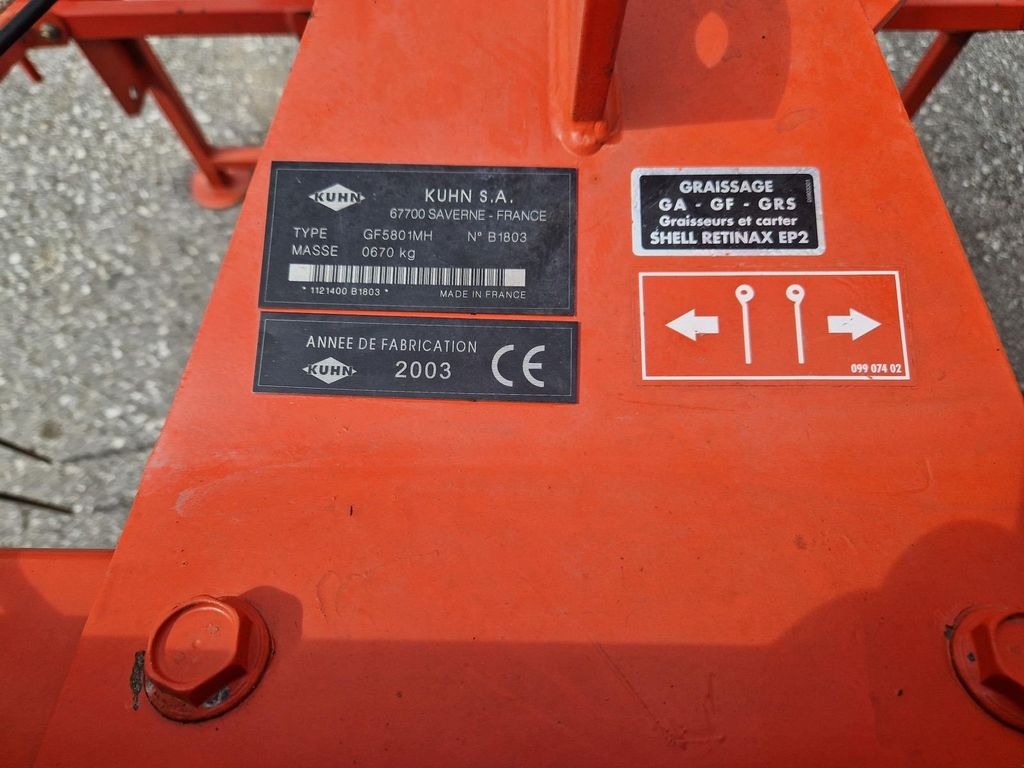 KUHN
KUHN S.A.
67700 SAVERNE - FRANCE
TYPE GF5801MH N° B1803
MASSE 0670 kg
* 1121400 B1803 *
MADE IN FRANCE
ANNEE DE FABRICATION
KUHN 2003 CE
GRAISSAGE
GA - GF - GRS
Graisseurs et carter
SHELL RETINAX EP2
099 074 02